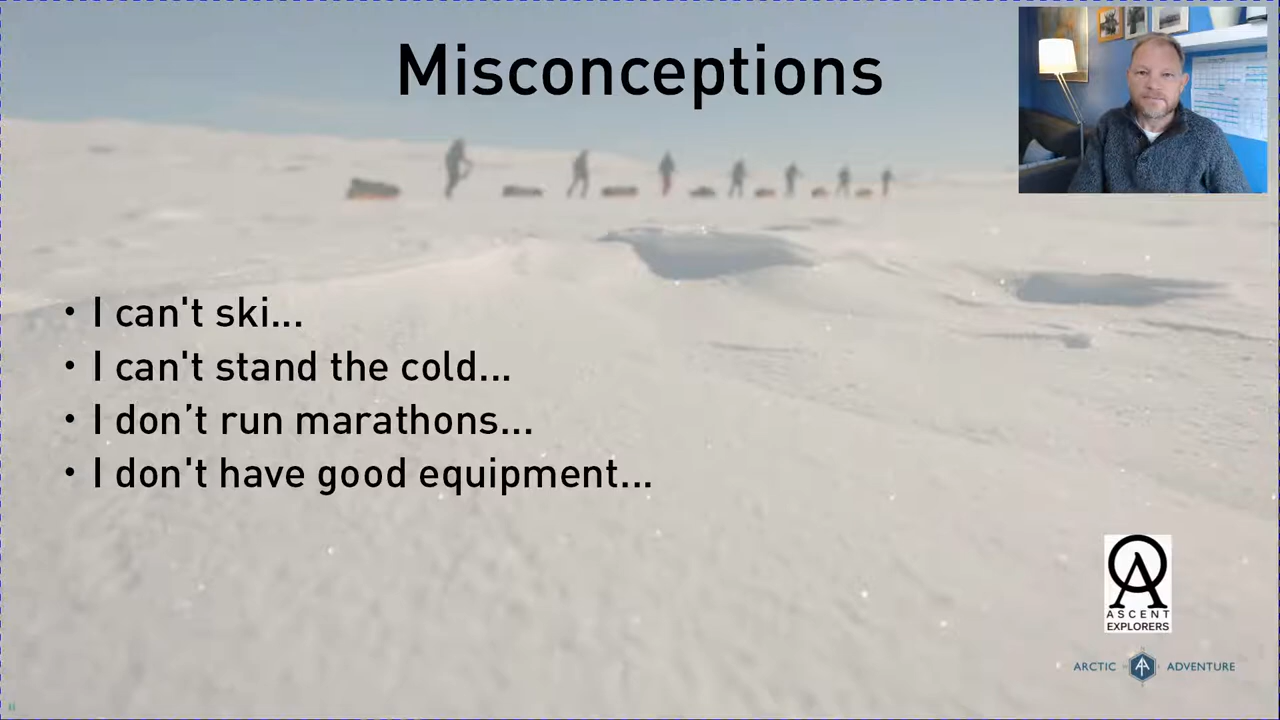 Misconceptions
• I can't ski...
• I can't stand the cold...
• I don’t run marathons...
• I don't have good equipment...
ASCENT
EXPLORERS
ARCTIC ADVENTURE